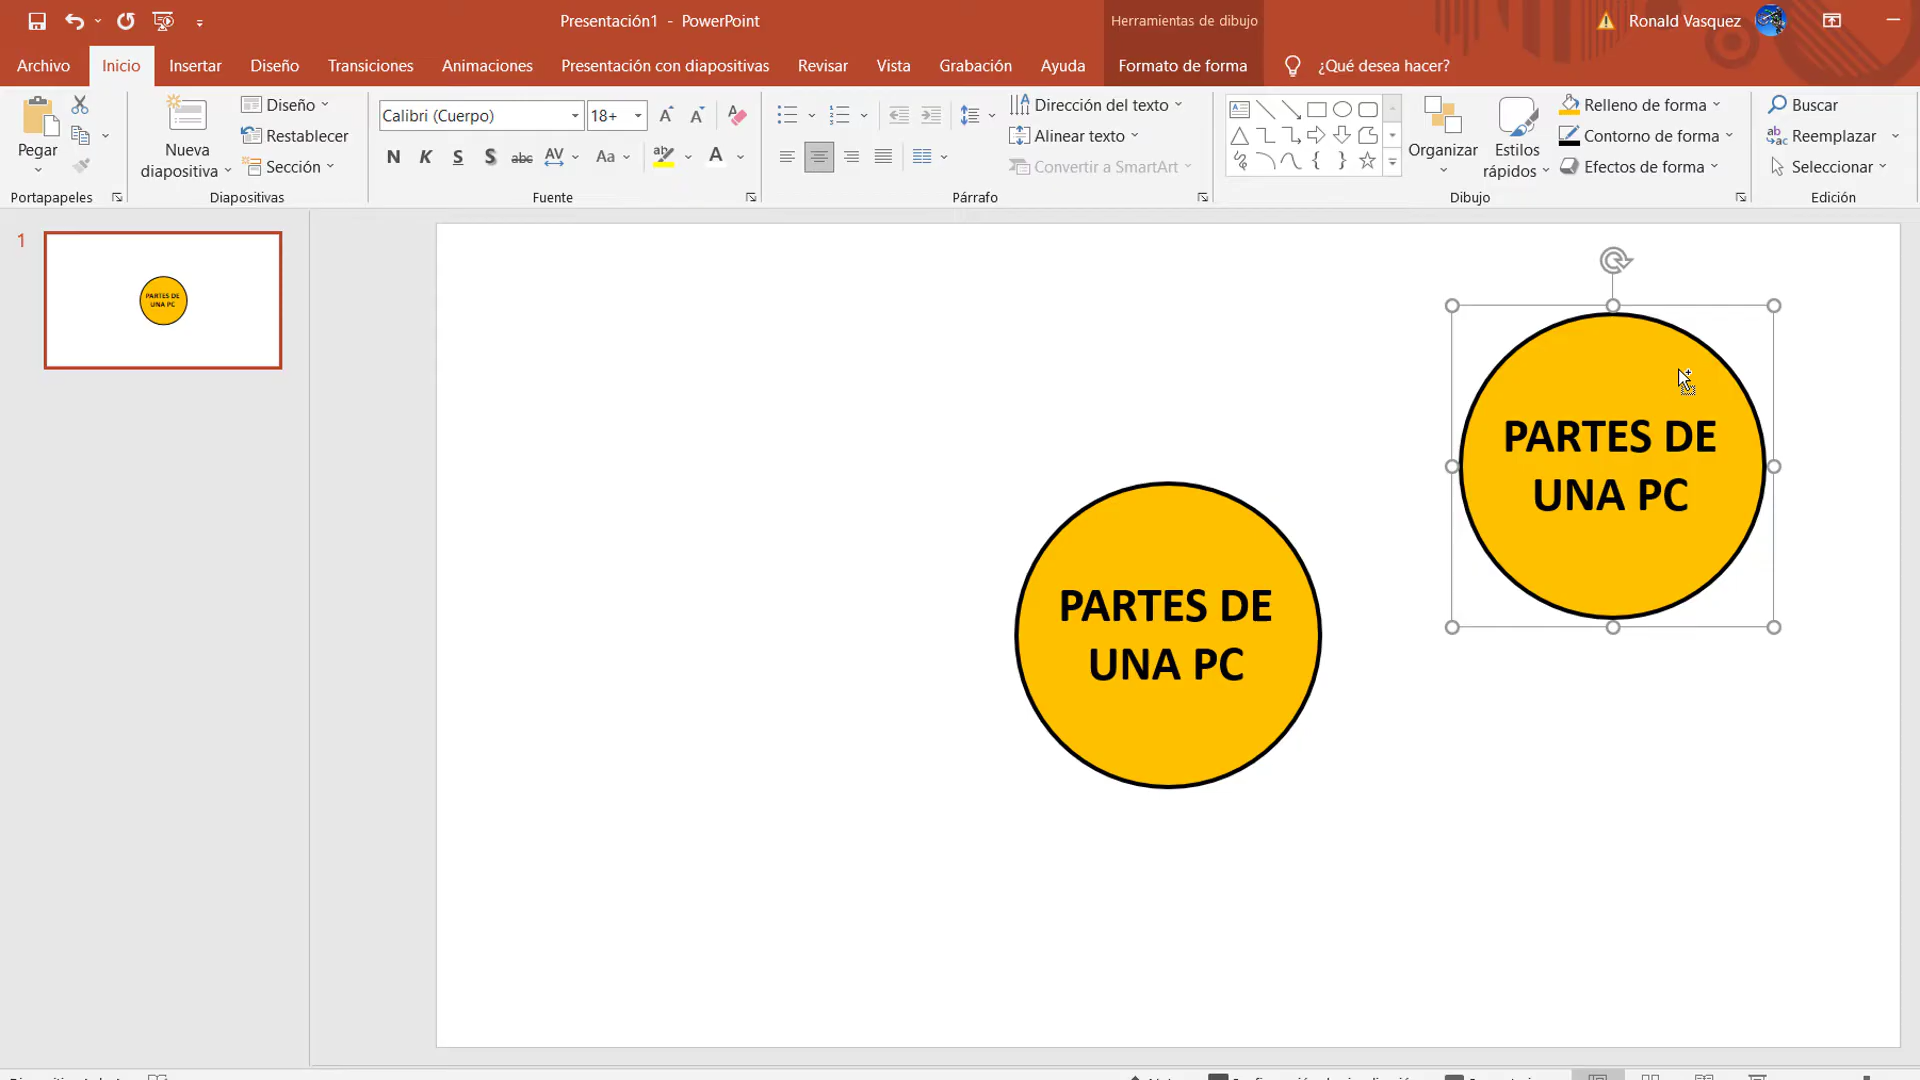 Presentación1 - PowerPoint
Herramientas de dibujo
Ronald Vasquez
Archivo
Inicio
Insertar
Diseño
Transiciones
Animaciones
Presentación con diapositivas
Revisar
Vista
Grabación
Ayuda
Formato de forma
¿Qué desea hacer?
Pegar
Portapapeles
Nueva
diapositiva
Diseño
Restablecer
Sección
Diapositivas
Calibri (Cuerpo)
18+
N K S S abc AV Aa ab A
Fuente
Dirección del texto
Alinear texto
Convertir a SmartArt
Párrafo
Organizar
Estilos
rápidos
Relleno de forma
Contorno de forma
Efectos de forma
Dibujo
Buscar
Reemplazar
Seleccionar
Edición
1
PARTES DE
UNA PC
PARTES DE
UNA PC
PARTES DE
UNA PC